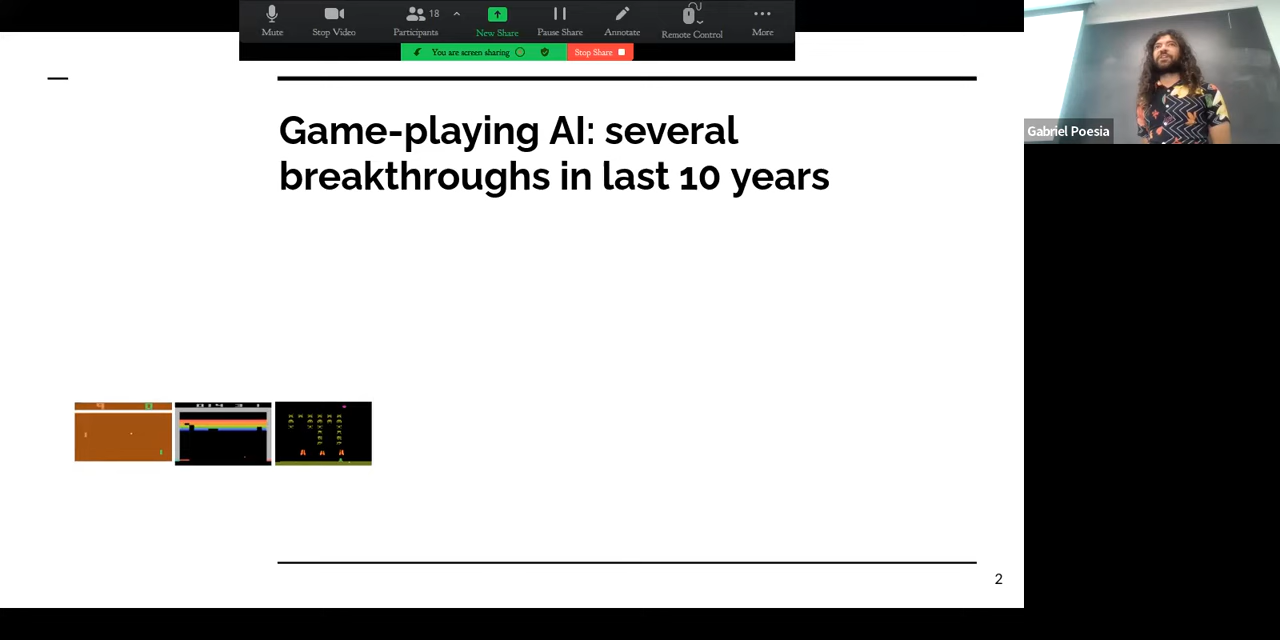 18
Mute
Stop Video
Participants
New Share
Pause Share
Annotate
Remote Control
More
You are screen sharing
Stop Share
Gabriel Poesia
Game-playing AI: several
breakthroughs in last 10 years
2